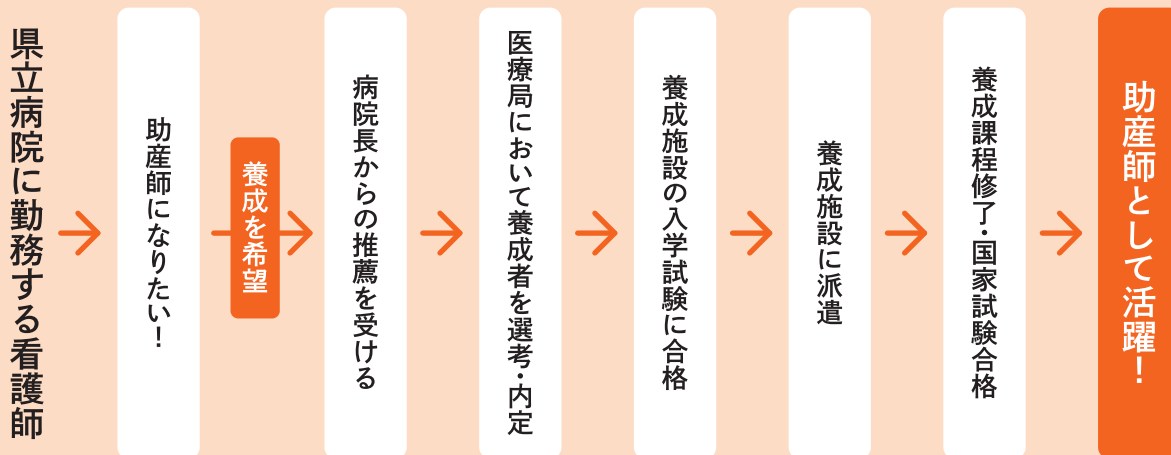 県立病院に勤務する看護師
助産師になりたい！
養成を希望
病院長からの推薦を受ける
医療局において養成者を選考・内定
養成施設の入学試験に合格
養成施設に派遣
養成課程修了・国家試験合格
助産師として活躍！